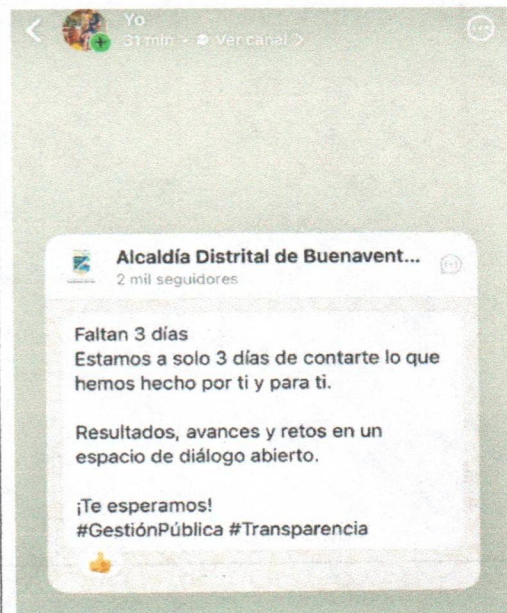 Yo
31 min • Ver canal >
Alcaldía Distrital de Buenavent...
2 mil seguidores
Faltan 3 días
Estamos a solo 3 días de contarte lo que
hemos hecho por ti y para ti.
Resultados, avances y retos en un
espacio de diálogo abierto.
¡Te esperamos!
#GestiónPública #Transparencia